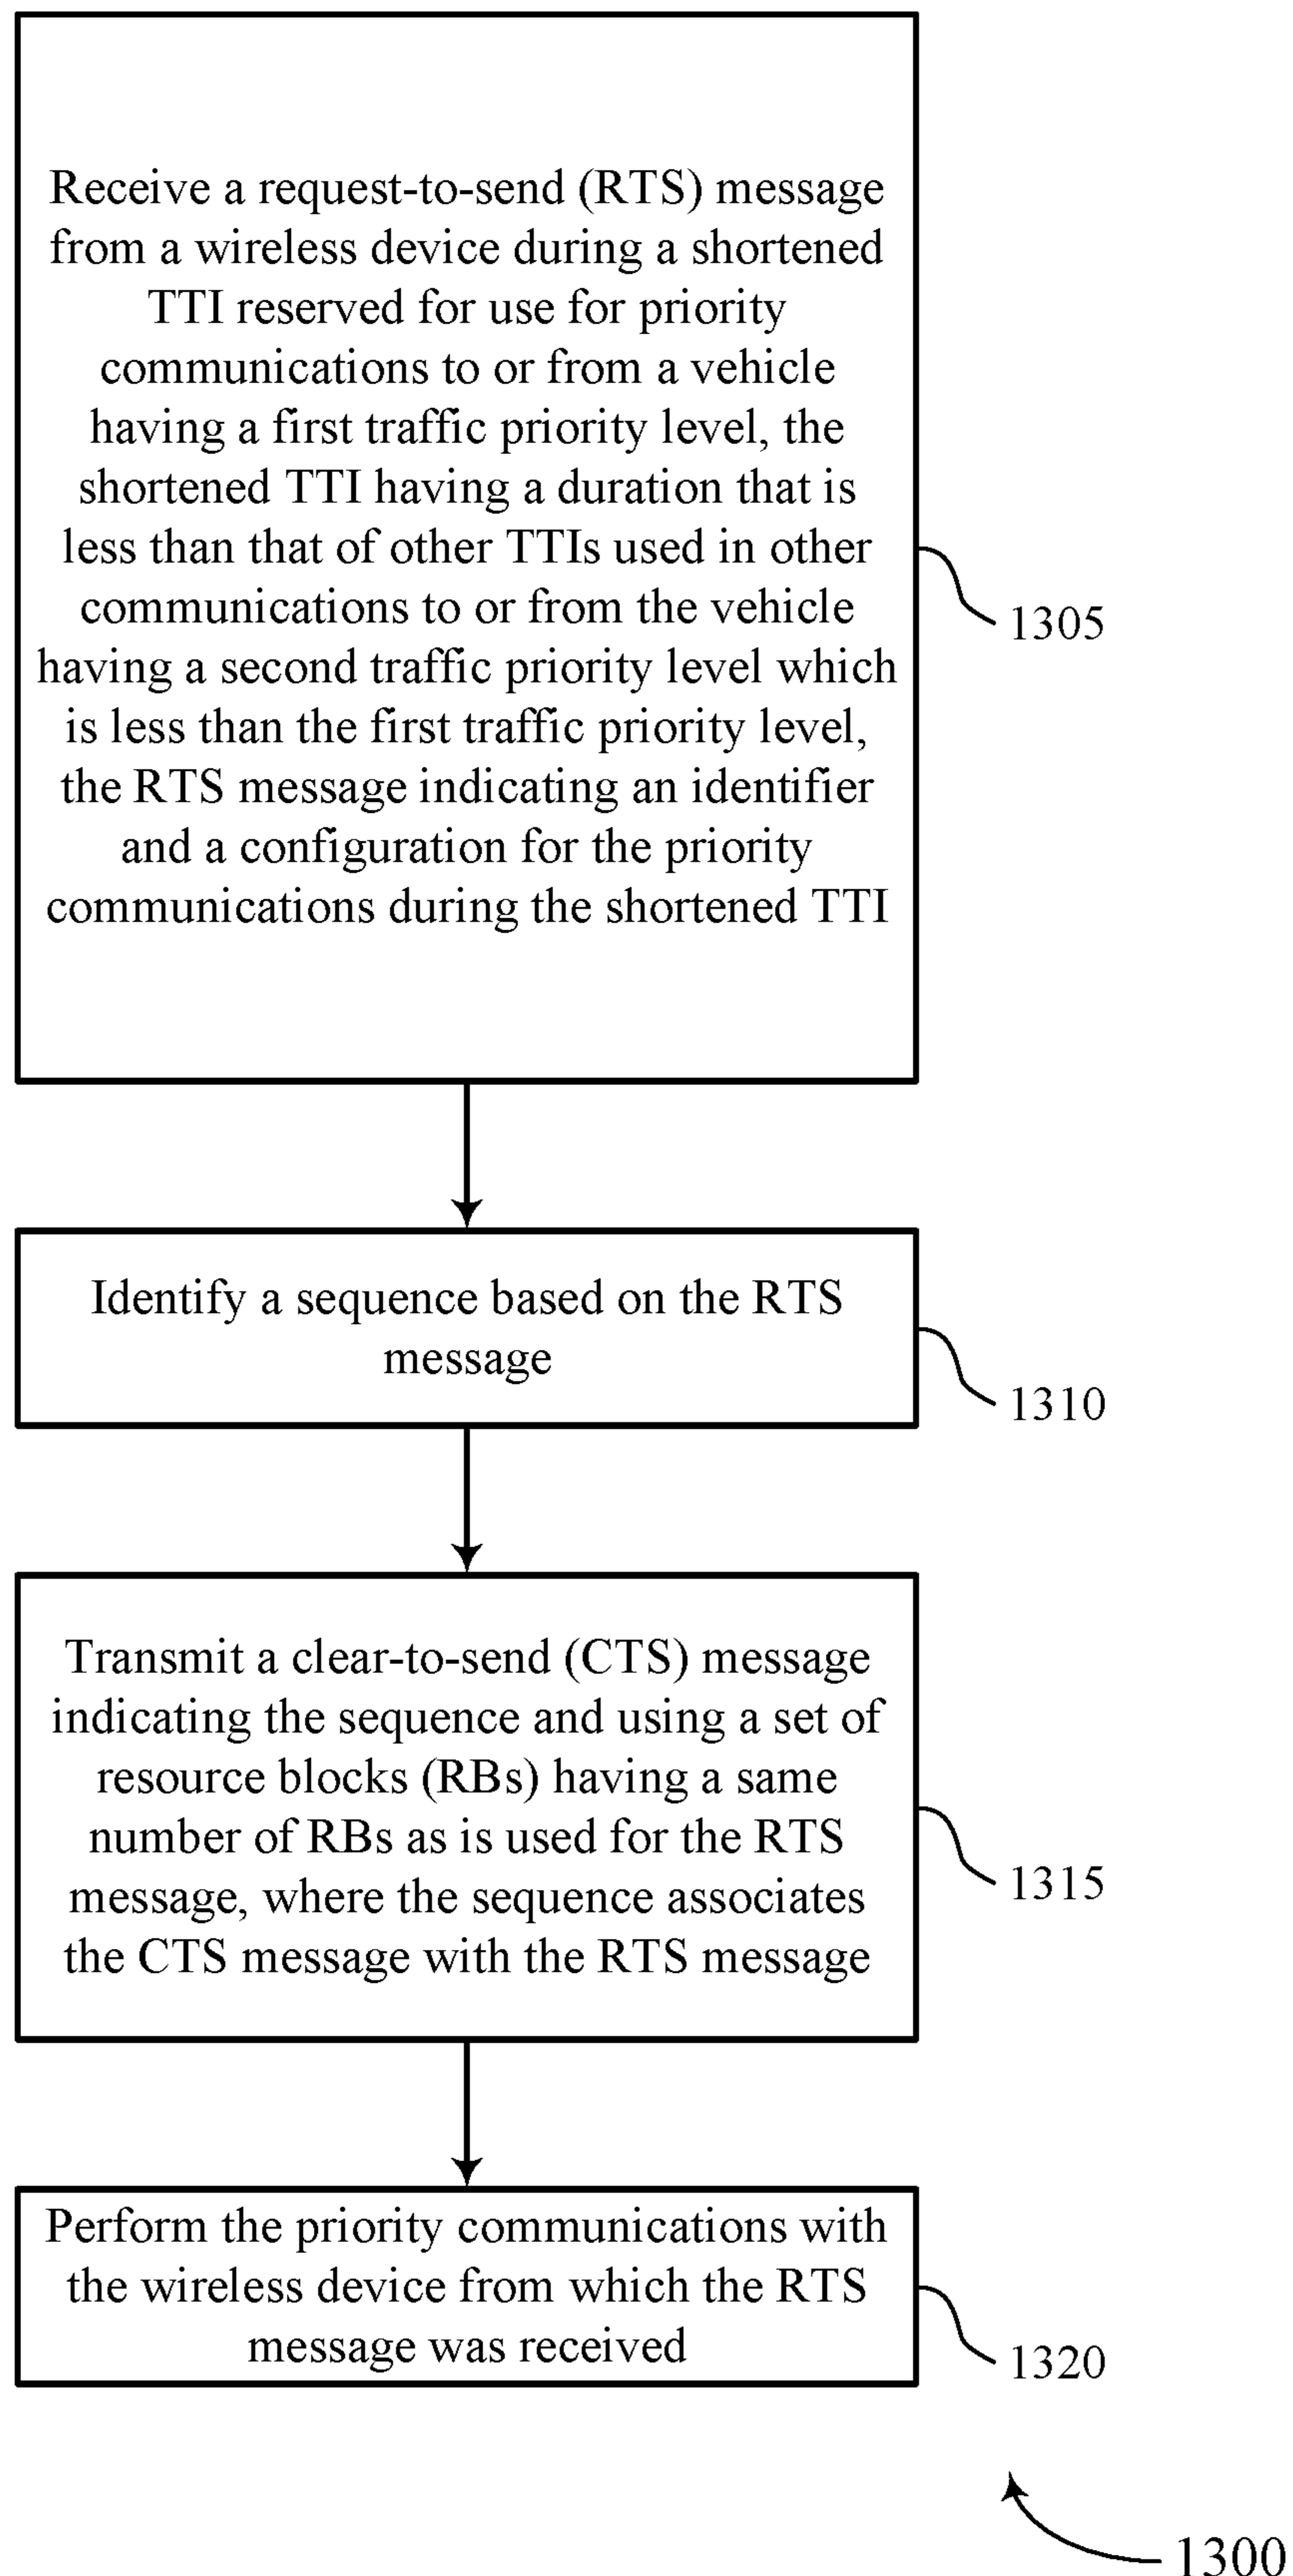 Receive a request-to-send (RTS) message
from a wireless device during a shortened
TTI reserved for use for priority
communications to or from a vehicle
having a first traffic priority level, the
shortened TTI having a duration that is
less than that of other TTIs used in other
communications to or from the vehicle
having a second traffic priority level which
is less than the first traffic priority level,
the RTS message indicating an identifier
and a configuration for the priority
communications during the shortened TTI
1305
Identify a sequence based on the RTS
message
1310
Transmit a clear-to-send (CTS) message
indicating the sequence and using a set of
resource blocks (RBs) having a same
number of RBs as is used for the RTS
message, where the sequence associates
the CTS message with the RTS message
1315
Perform the priority communications with
the wireless device from which the RTS
message was received
1320
1300